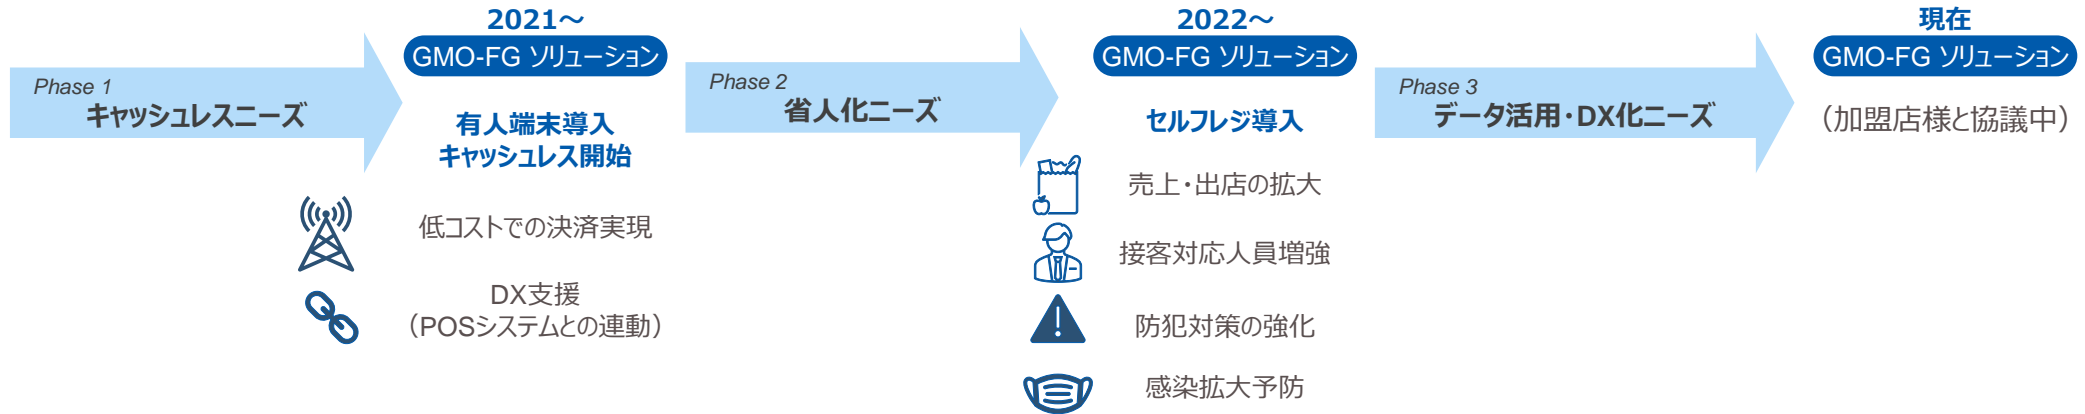 Phase 1
キャッシュレスニーズ
2021～
GMO-FG ソリューション
有人端末導入
キャッシュレス開始
低コストでの決済実現
DX支援
（POSシステムとの連動）
Phase 2
省人化ニーズ
2022～
GMO-FG ソリューション
セルフレジ導入
売上・出店の拡大
接客対応人員増強
防犯対策の強化
感染拡大予防
Phase 3
データ活用・DX化ニーズ
現在
GMO-FG ソリューション
（加盟店様と協議中）